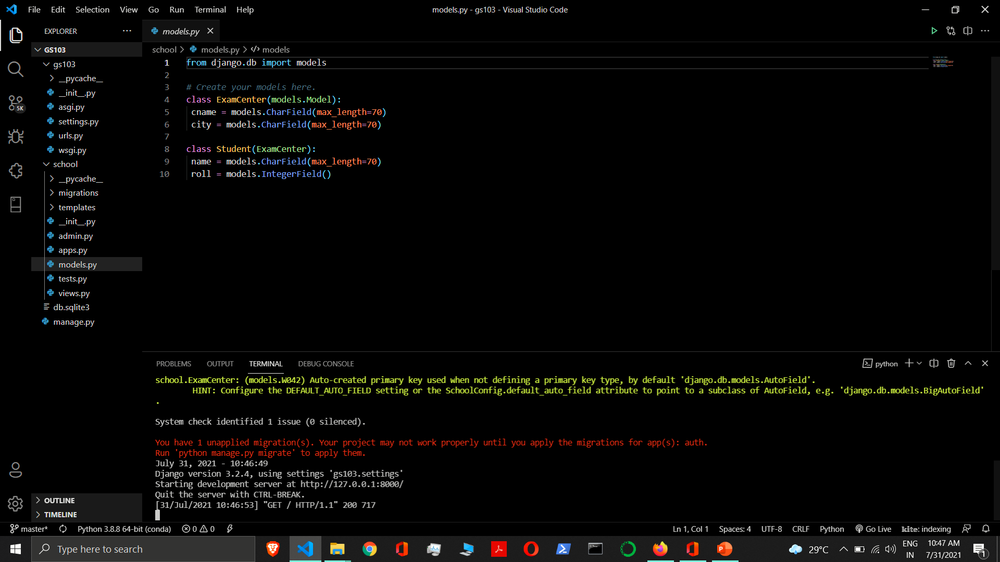 File Edit Selection View Go Run Terminal Help
models.py - gs103 - Visual Studio Code
EXPLORER
models.py
GS103
gs103
__pycache__
__init__.py
asgi.py
settings.py
urls.py
wsgi.py
school
__pycache__
migrations
templates
__init__.py
admin.py
apps.py
models.py
tests.py
views.py
db.sqlite3
manage.py
OUTLINE
TIMELINE
5K
school > models.py > models
1 from django.db import models
2
3 # Create your models here.
4 class ExamCenter(models.Model):
5 cname = models.CharField(max_length=70)
6 city = models.CharField(max_length=70)
7
8 class Student(ExamCenter):
9 name = models.CharField(max_length=70)
10 roll = models.IntegerField()
PROBLEMS OUTPUT TERMINAL DEBUG CONSOLE
python
school.ExamCenter: (models.W042) Auto-created primary key used when not defining a primary key type, by default 'django.db.models.AutoField'.
HINT: Configure the DEFAULT_AUTO_FIELD setting or the SchoolConfig.default_auto_field attribute to point to a subclass of AutoField, e.g. 'django.db.models.BigAutoField'
.
System check identified 1 issue (0 silenced).
You have 1 unapplied migration(s). Your project may not work properly until you apply the migrations for app(s): auth.
Run 'python manage.py migrate' to apply them.
July 31, 2021 - 10:46:49
Django version 3.2.4, using settings 'gs103.settings'
Starting development server at http://127.0.0.1:8000/
Quit the server with CTRL-BREAK.
[31/Jul/2021 10:46:53] "GET / HTTP/1.1" 200 717
master* Python 3.8.8 64-bit (conda) 0 0
Ln 1, Col 1 Spaces: 4 UTF-8 CRLF Python Go Live kite: indexing
Type here to search
29°C
ENG
IN
10:47 AM
7/31/2021
1